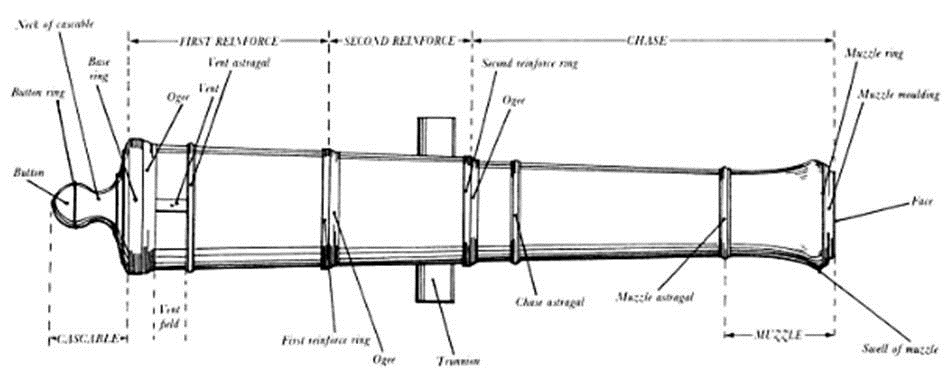 Neck of cascable
FIRST REINFORCE
SECOND REINFORCE
CHASE
Button ring
Base
ring
Ogee
Vent astragal
Vent
Second reinforce ring
Ogee
Muzzle ring
Muzzle moulding
Button
Face
CASCABLE
Vent
field
First reinforce ring
Ogee
Trunnion
Chase astragal
Muzzle astragal
MUZZLE
Swell of muzzle